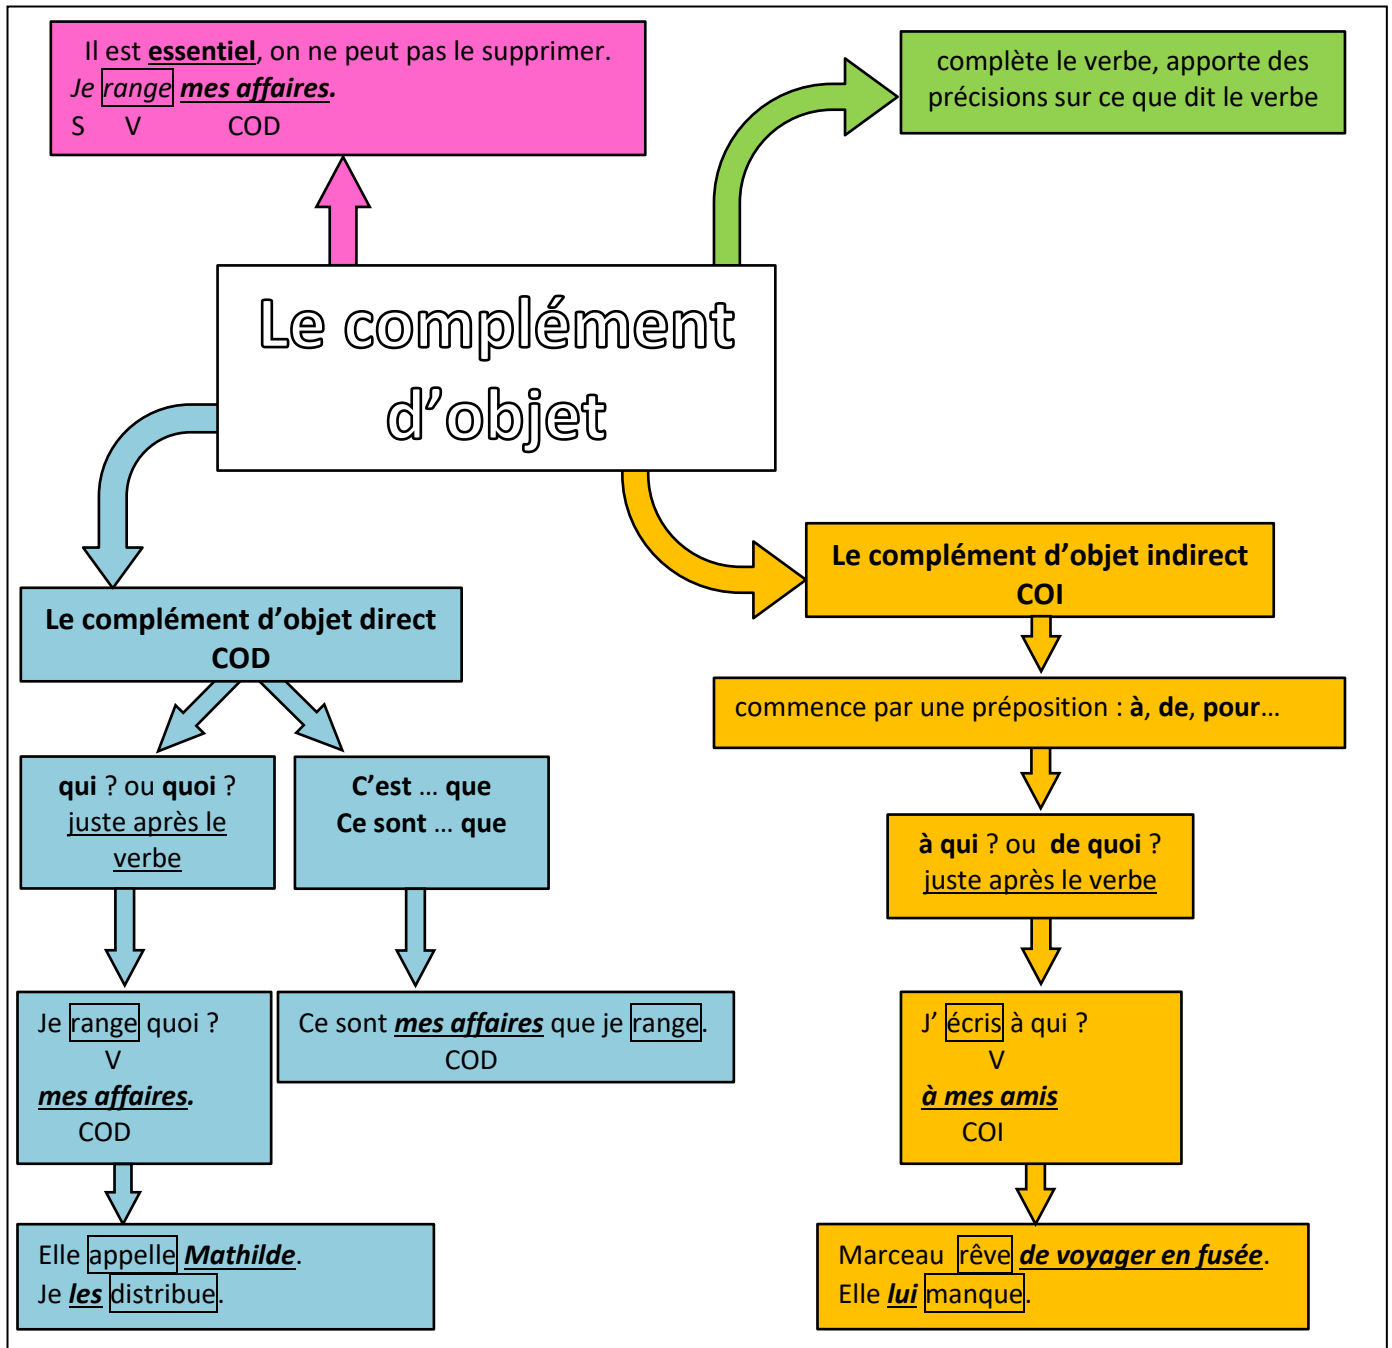 Il est essentiel, on ne peut pas le supprimer.
Je range mes affaires.
S V COD
complète le verbe, apporte des
précisions sur ce que dit le verbe
Le complément
d’objet
Le complément d’objet direct
COD
qui ? ou quoi ?
juste après le
verbe
C’est … que
Ce sont … que
Je range quoi ?
V
mes affaires.
COD
Ce sont mes affaires que je range.
COD
Elle appelle Mathilde.
Je les distribue.
Le complément d’objet indirect
COI
commence par une préposition : à, de, pour…
à qui ? ou de quoi ?
juste après le verbe
J’ écris à qui ?
V
à mes amis
COI
Marceau rêve de voyager en fusée.
Elle lui manque.